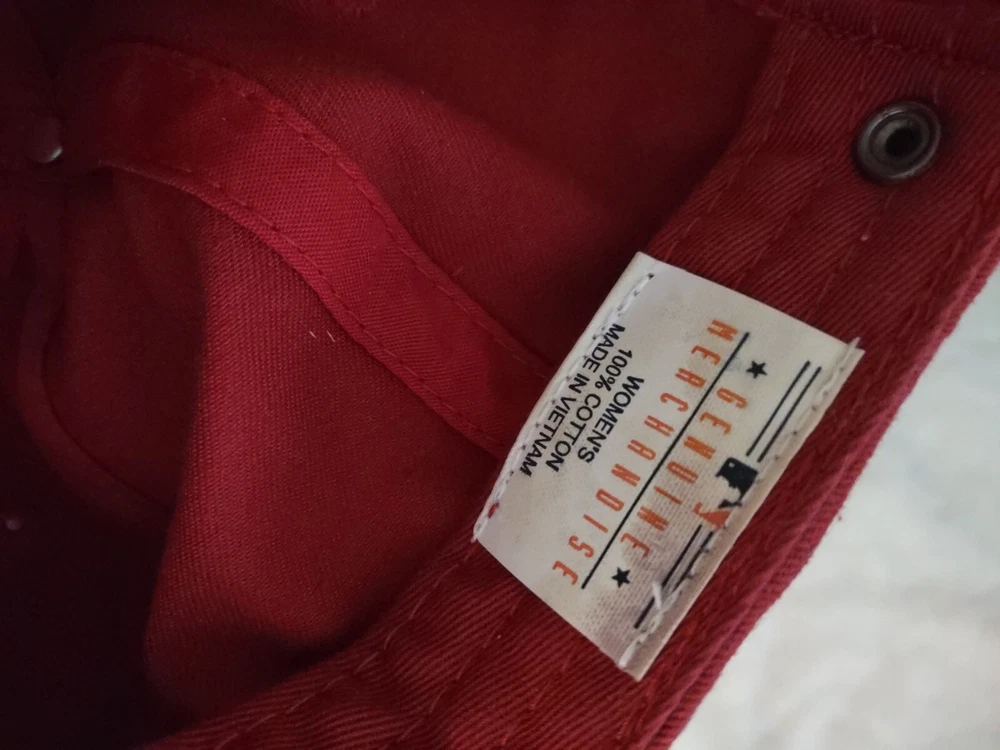 GENUINE
MERCHANDISE
WOMEN'S
100% COTTON
MADE IN VIETNAM